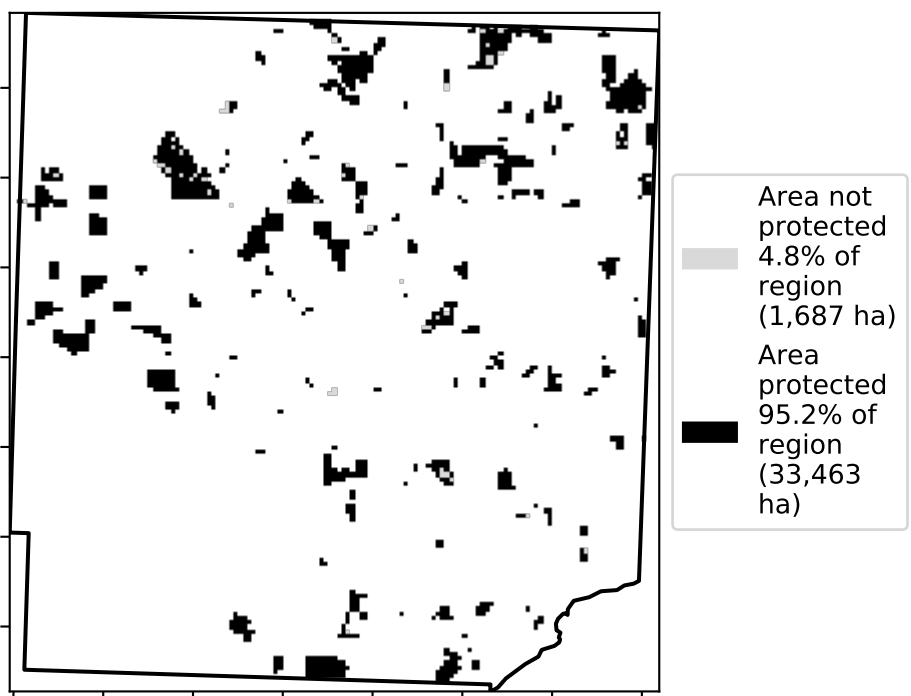 Area not
protected
4.8% of
region
(1,687 ha)
Area
protected
95.2% of
region
(33,463
ha)